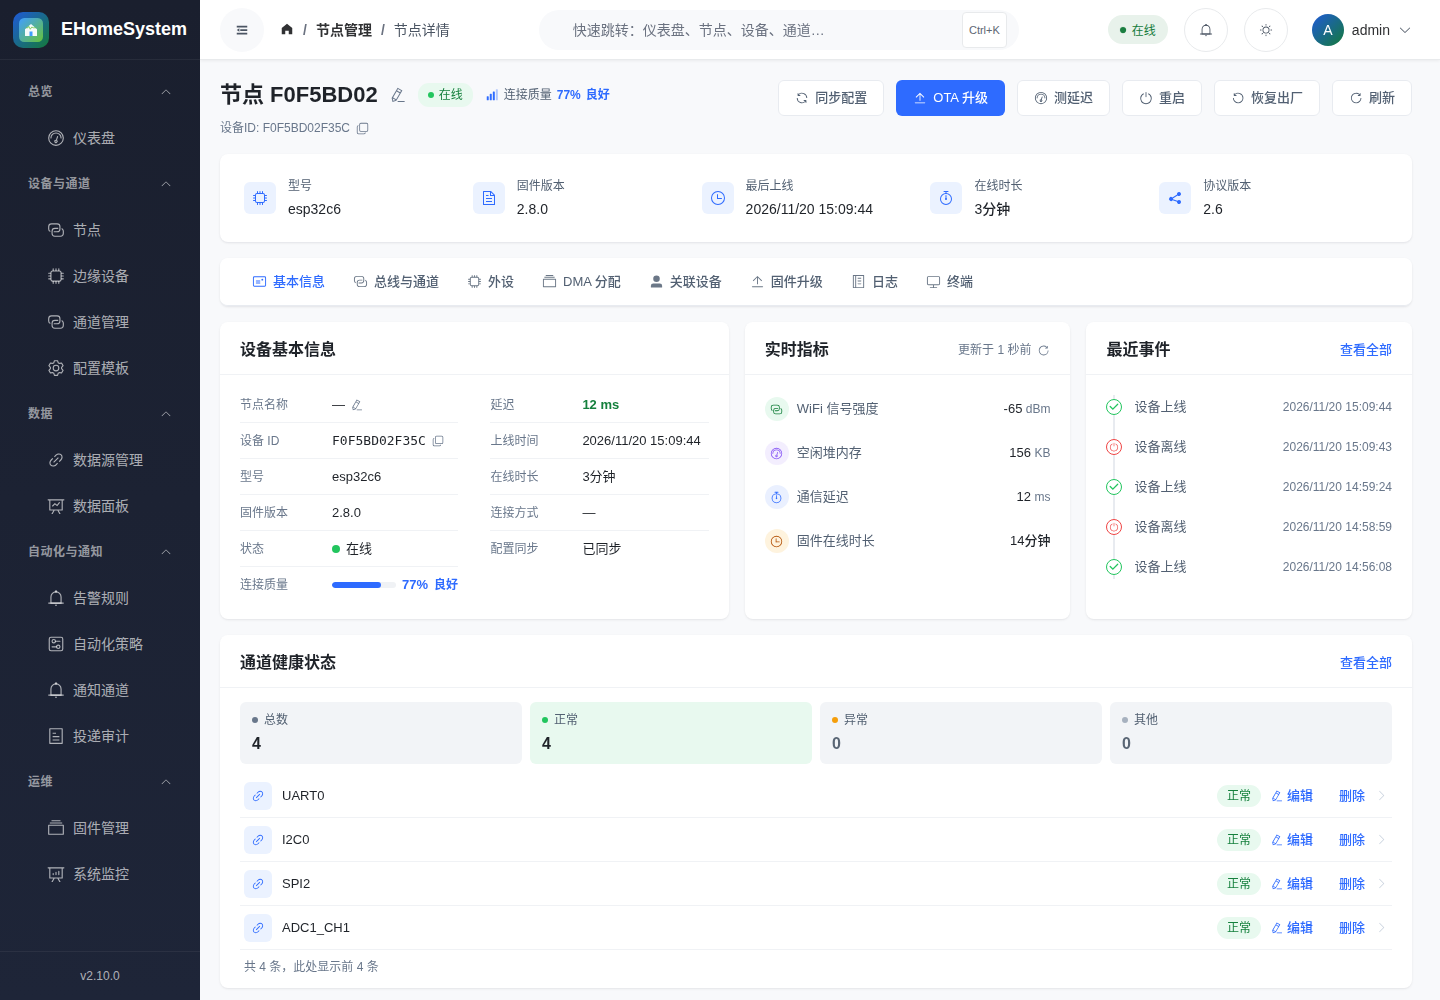 EHomeSystem
总览
仪表盘
设备与通道
节点
边缘设备
通道管理
配置模板
数据
数据源管理
数据面板
自动化与通知
告警规则
自动化策略
通知通道
投递审计
运维
固件管理
系统监控
v2.10.0
/ 节点管理 / 节点详情
快速跳转：仪表盘、节点、设备、通道… Ctrl+K
在线
A admin
节点 F0F5BD02 在线 连接质量 77% 良好
设备ID: F0F5BD02F35C
同步配置 OTA 升级 测延迟 重启 恢复出厂 刷新
型号 固件版本 最后上线 在线时长 协议版本
esp32c6 2.8.0 2026/11/20 15:09:44 3分钟 2.6
基本信息 总线与通道 外设 DMA 分配 关联设备 固件升级 日志 终端
设备基本信息
节点名称 — 延迟 12 ms
设备 ID F0F5BD02F35C 上线时间 2026/11/20 15:09:44
型号 esp32c6 在线时长 3分钟
固件版本 2.8.0 连接方式 —
状态 在线 配置同步 已同步
连接质量 77% 良好
实时指标 更新于 1 秒前
WiFi 信号强度 -65 dBm
空闲堆内存 156 KB
通信延迟 12 ms
固件在线时长 14分钟
最近事件 查看全部
设备上线 2026/11/20 15:09:44
设备离线 2026/11/20 15:09:43
设备上线 2026/11/20 14:59:24
设备离线 2026/11/20 14:58:59
设备上线 2026/11/20 14:56:08
通道健康状态 查看全部
总数 正常 异常 其他
4 4 0 0
UART0 正常 编辑 删除
I2C0 正常 编辑 删除
SPI2 正常 编辑 删除
ADC1_CH1 正常 编辑 删除
共 4 条，此处显示前 4 条